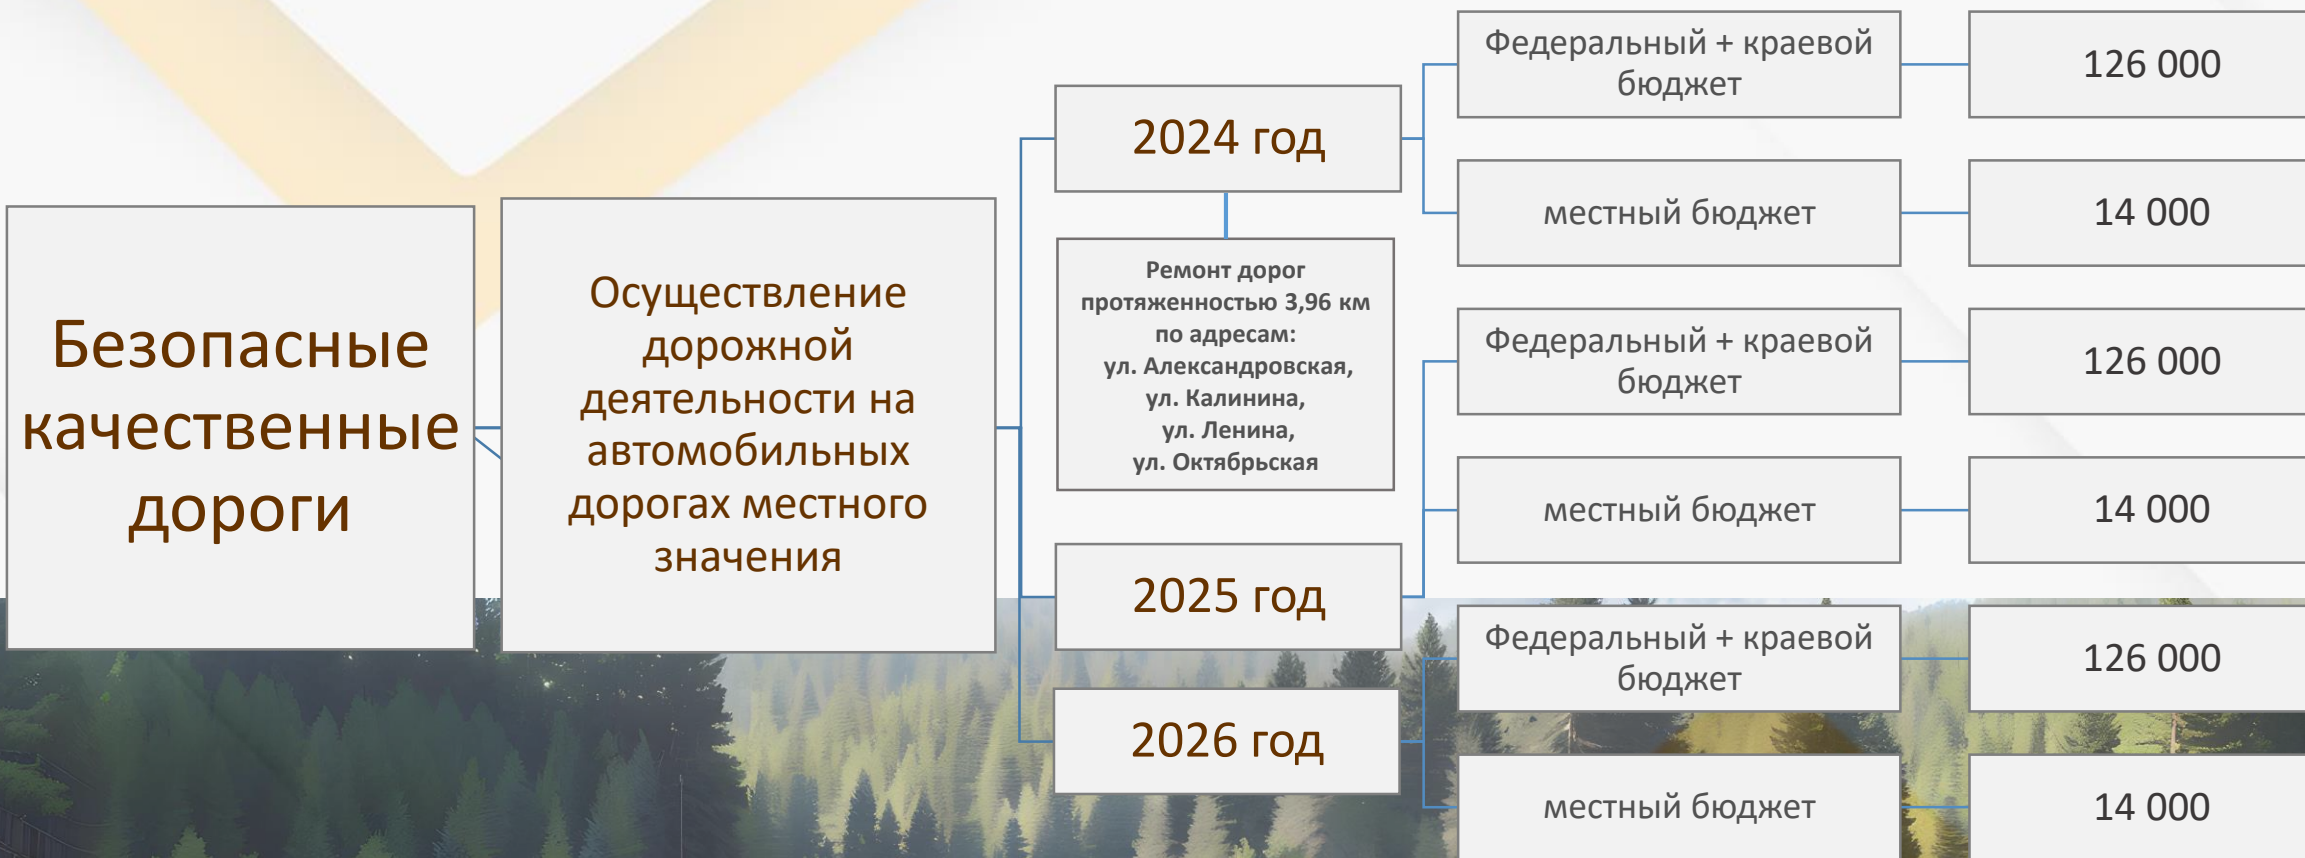 Безопасные
качественные
дороги
Осуществление
дорожной
деятельности на
автомобильных
дорогах местного
значения
2024 год
Федеральный + краевой
бюджет
126 000
местный бюджет
14 000
Ремонт дорог
протяженностью 3,96 км
по адресам:
ул. Александровская,
ул. Калинина,
ул. Ленина,
ул. Октябрьская
2025 год
Федеральный + краевой
бюджет
126 000
местный бюджет
14 000
2026 год
Федеральный + краевой
бюджет
126 000
местный бюджет
14 000